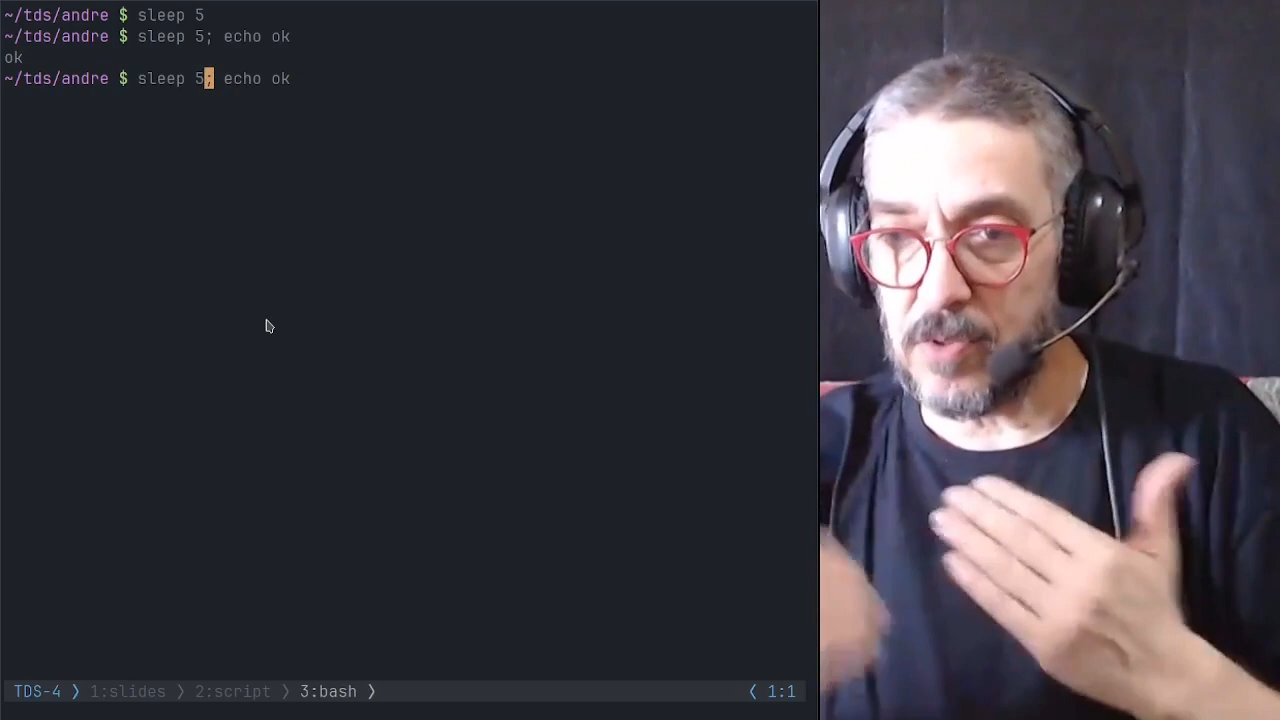 ~/tds/andre $ sleep 5
~/tds/andre $ sleep 5; echo ok
ok
~/tds/andre $ sleep 5; echo ok
TDS-4 ❭ 1:slides ❭ 2:script ❭ 3:bash ❭ ❬ 1:1